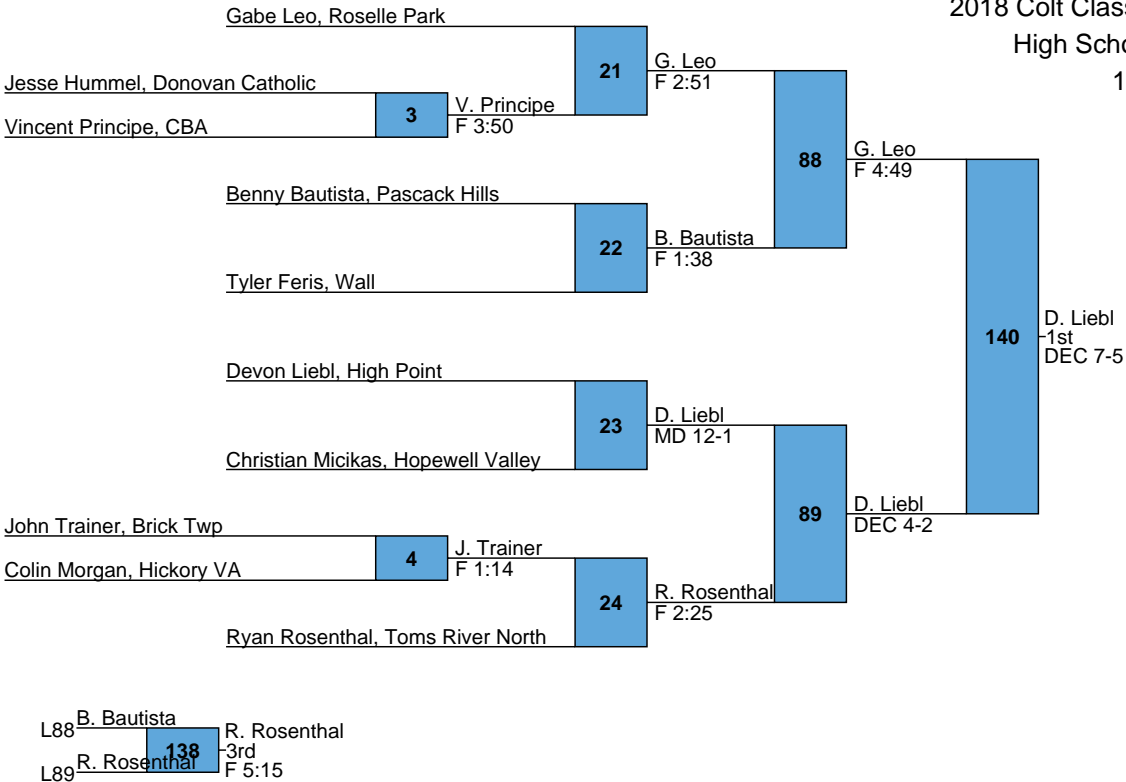 2018 Colt Clas
High Scho
1
Gabe Leo, Roselle Park
21
G. Leo
F 2:51
Jesse Hummel, Donovan Catholic
3
V. Principe
F 3:50
Vincent Principe, CBA
88
G. Leo
F 4:49
Benny Bautista, Pascack Hills
22
B. Bautista
F 1:38
Tyler Feris, Wall
140
D. Liebl
1st
DEC 7-5
Devon Liebl, High Point
23
D. Liebl
MD 12-1
Christian Micikas, Hopewell Valley
89
D. Liebl
DEC 4-2
John Trainer, Brick Twp
4
J. Trainer
F 1:14
Colin Morgan, Hickory VA
24
R. Rosenthal
F 2:25
Ryan Rosenthal, Toms River North
L88 B. Bautista
138
R. Rosenthal
3rd
F 5:15
L89 R. Rosenthal